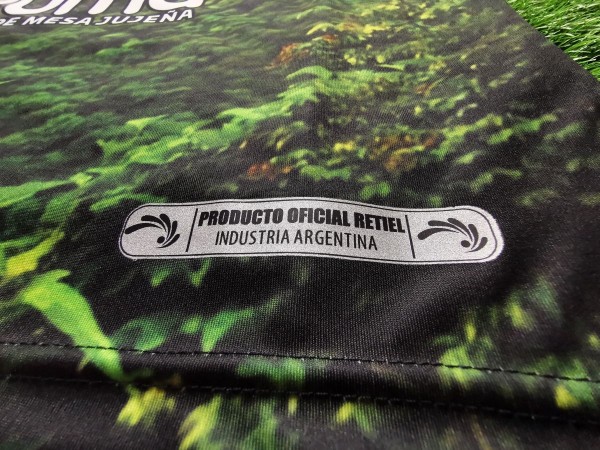 DE MESA JUJEÑA
PRODUCTO OFICIAL RETIEL
INDUSTRIA ARGENTINA